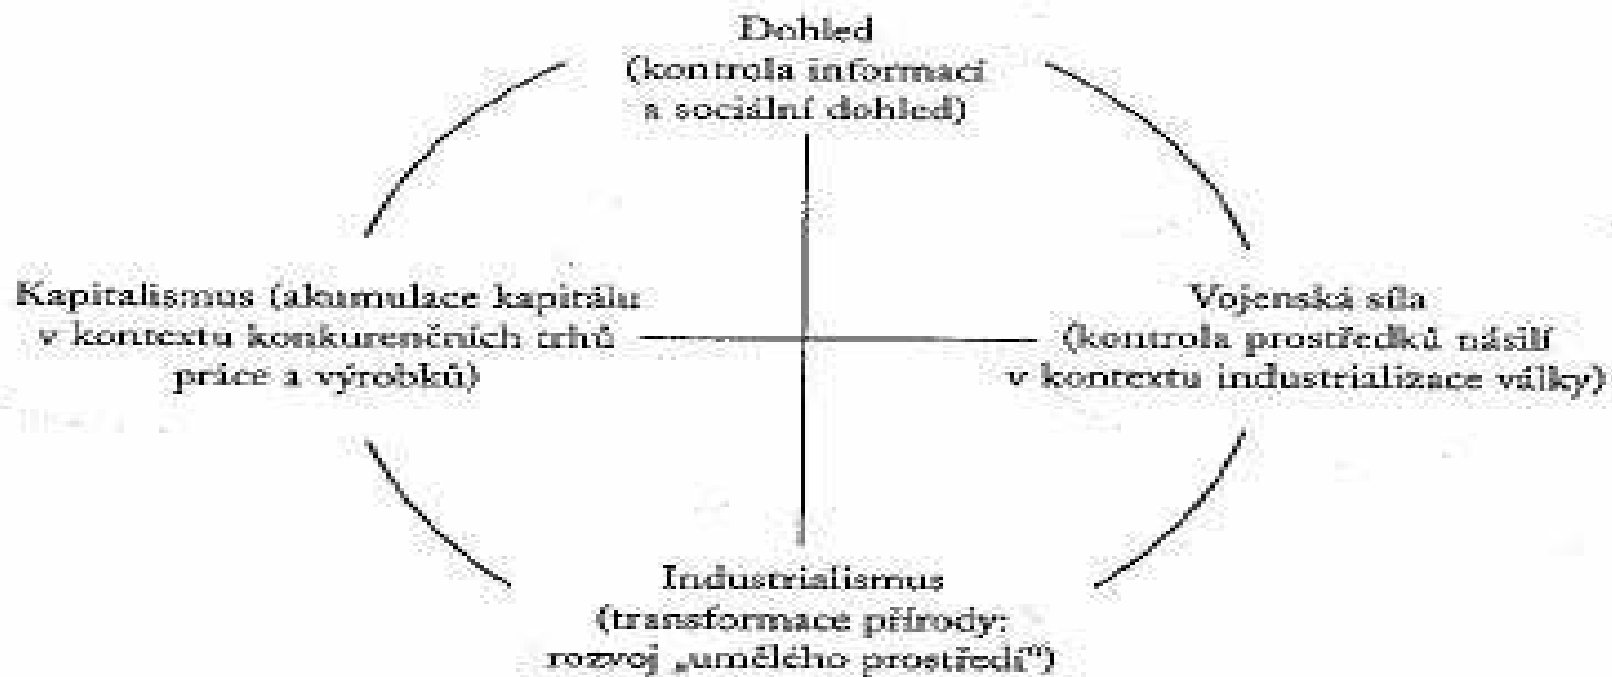 Dohled
(kontrola informací
a sociální dohled)
Kapitalismus (akumulace kapitálu
v kontextu konkurenčních trhů
práce a výrobků)
Vojenská síla
(kontrola prostředků násilí
v kontextu industrializace války)
Industrialismus
(transformace přírody:
rozvoj „umělého prostředí“)